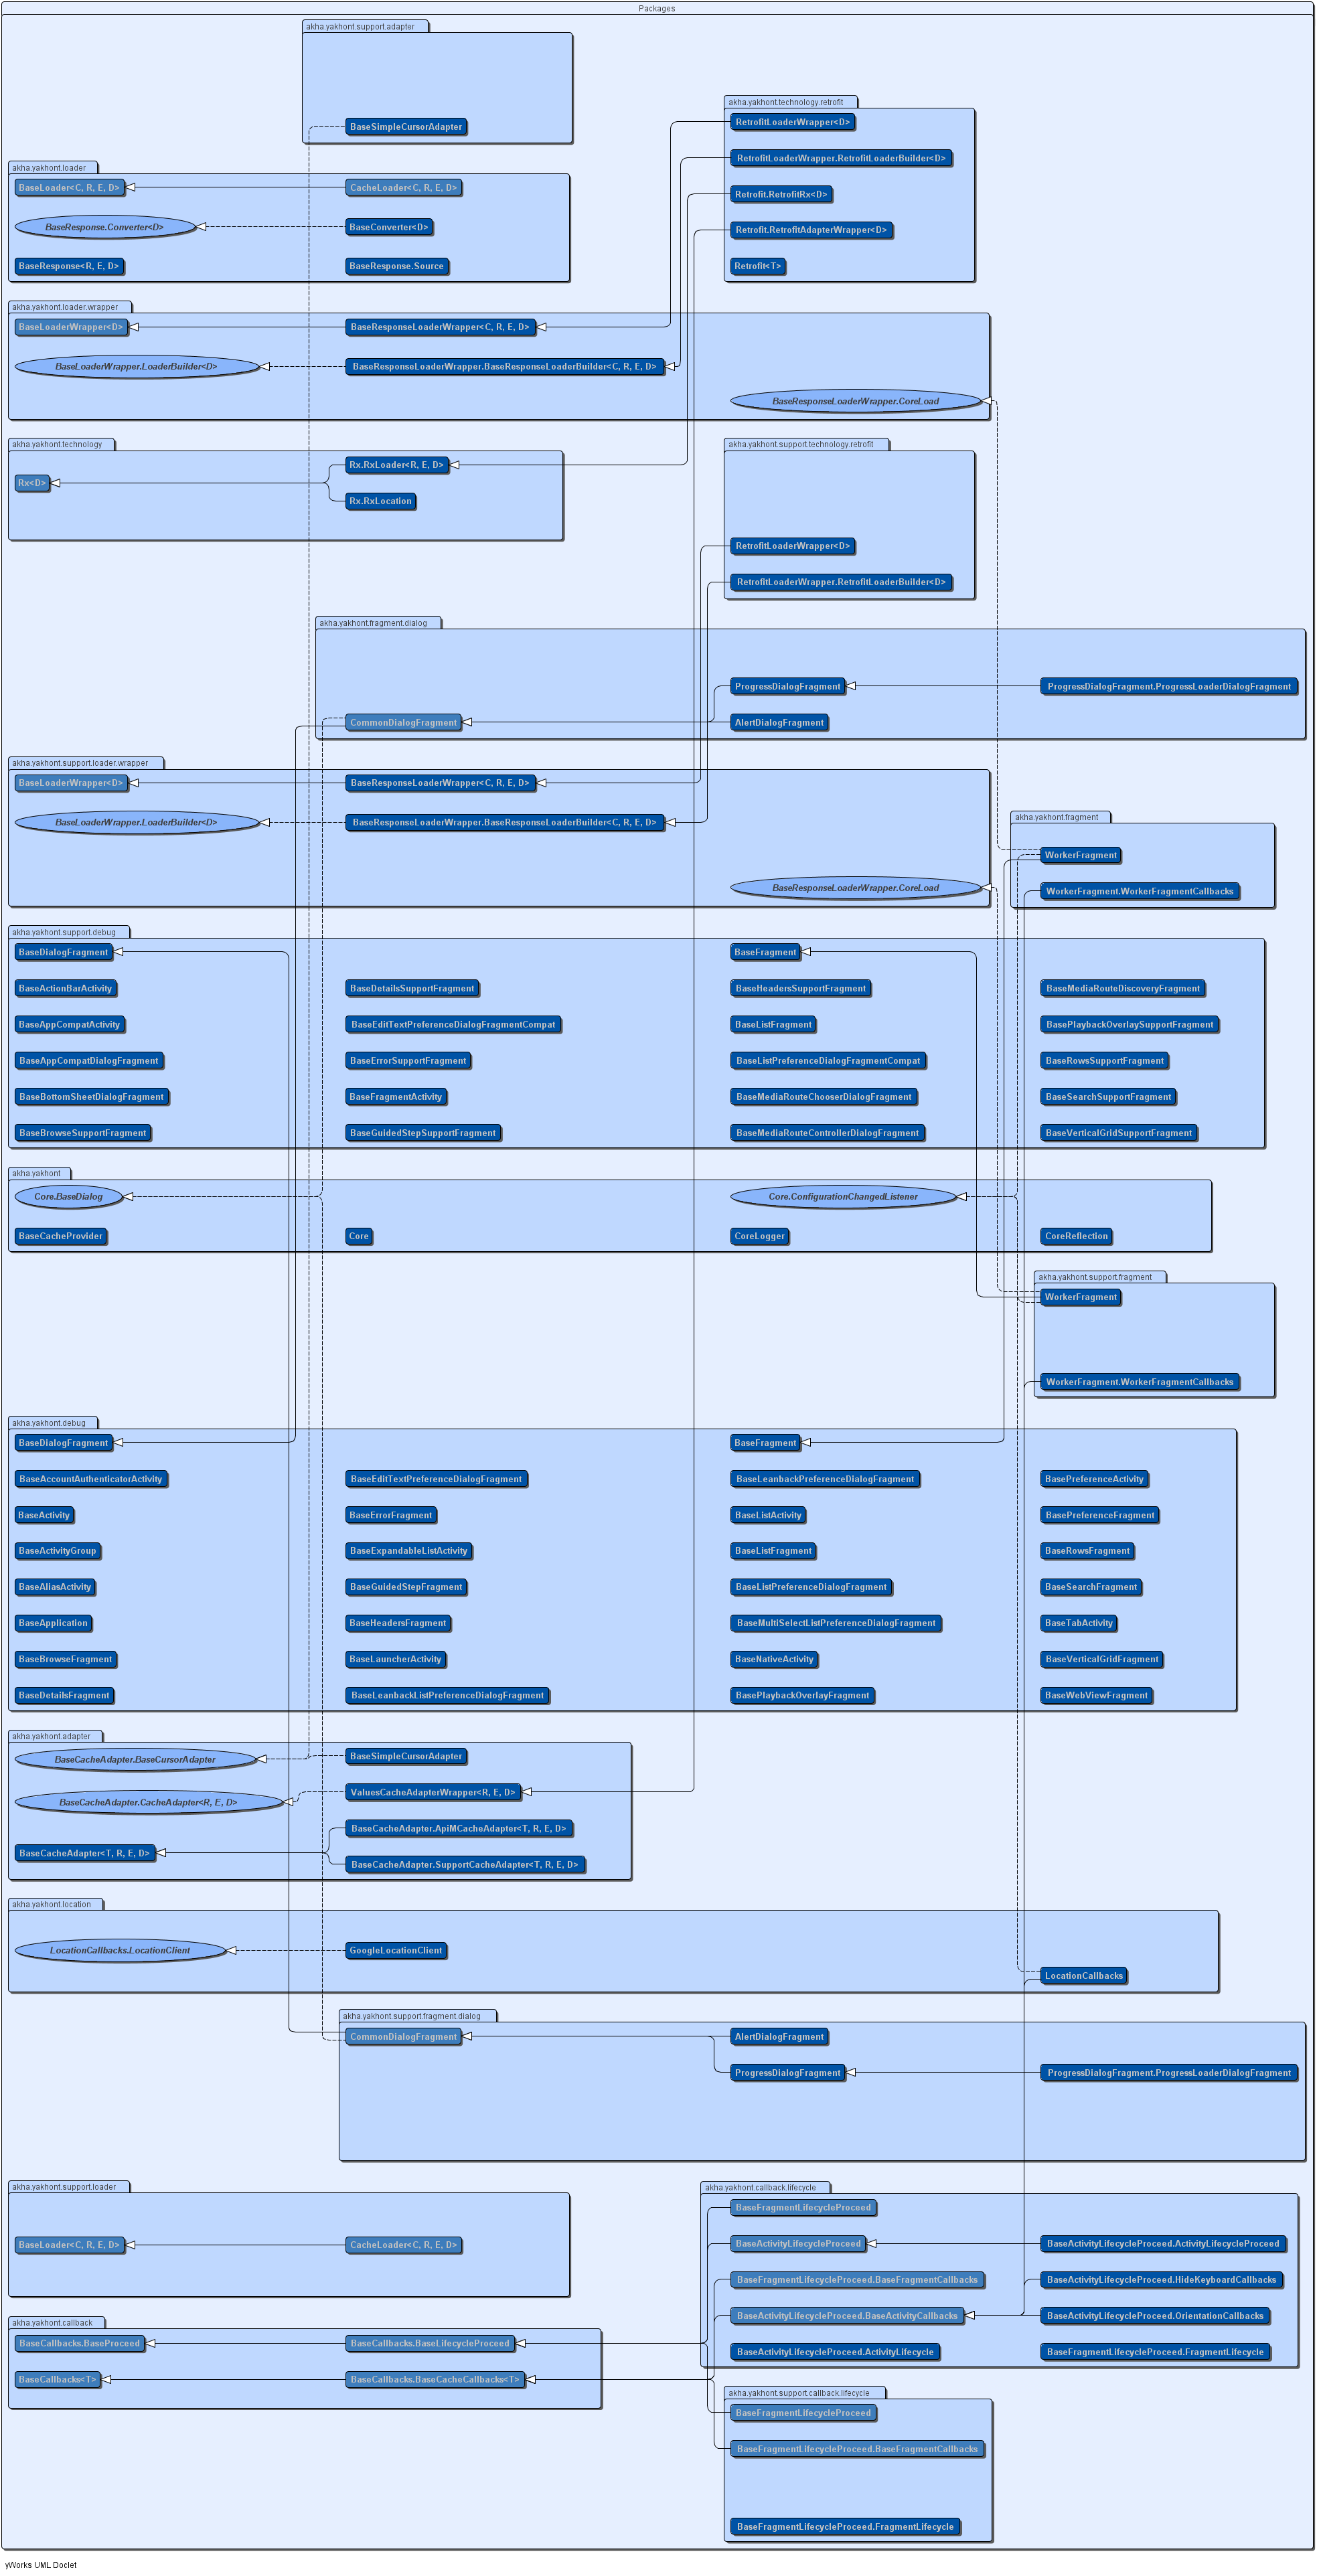 Packages
akha.yakhont.support.adapter
BaseSimpleCursorAdapter
akha.yakhont.technology.retrofit
RetrofitLoaderWrapper<D>
RetrofitLoaderWrapper.RetrofitLoaderBuilder<D>
Retrofit.RetrofitRx<D>
Retrofit.RetrofitAdapterWrapper<D>
Retrofit<T>
akha.yakhont.loader
BaseLoader<C, R, E, D>
CacheLoader<C, R, E, D>
BaseResponse.Converter<D>
BaseConverter<D>
BaseResponse<R, E, D>
BaseResponse.Source
akha.yakhont.loader.wrapper
BaseLoaderWrapper<D>
BaseResponseLoaderWrapper<C, R, E, D>
BaseLoaderWrapper.LoaderBuilder<D>
BaseResponseLoaderWrapper.BaseResponseLoaderBuilder<C, R, E, D>
BaseResponseLoaderWrapper.CoreLoad
akha.yakhont.technology
Rx.RxLoader<R, E, D>
Rx<D>
Rx.RxLocation
akha.yakhont.support.technology.retrofit
RetrofitLoaderWrapper<D>
RetrofitLoaderWrapper.RetrofitLoaderBuilder<D>
akha.yakhont.fragment.dialog
ProgressDialogFragment
ProgressDialogFragment.ProgressLoaderDialogFragment
CommonDialogFragment
AlertDialogFragment
akha.yakhont.support.loader.wrapper
BaseLoaderWrapper<D>
BaseResponseLoaderWrapper<C, R, E, D>
BaseLoaderWrapper.LoaderBuilder<D>
BaseResponseLoaderWrapper.BaseResponseLoaderBuilder<C, R, E, D>
BaseResponseLoaderWrapper.CoreLoad
akha.yakhont.fragment
WorkerFragment
WorkerFragment.WorkerFragmentCallbacks
akha.yakhont.support.debug
BaseDialogFragment
BaseFragment
BaseActionBarActivity
BaseDetailsSupportFragment
BaseHeadersSupportFragment
BaseMediaRouteDiscoveryFragment
BaseAppCompatActivity
BaseEditTextPreferenceDialogFragmentCompat
BaseListFragment
BasePlaybackOverlaySupportFragment
BaseAppCompatDialogFragment
BaseErrorSupportFragment
BaseListPreferenceDialogFragmentCompat
BaseRowsSupportFragment
BaseBottomSheetDialogFragment
BaseFragmentActivity
BaseMediaRouteChooserDialogFragment
BaseSearchSupportFragment
BaseBrowseSupportFragment
BaseGuidedStepSupportFragment
BaseMediaRouteControllerDialogFragment
BaseVerticalGridSupportFragment
akha.yakhont
Core.BaseDialog
Core.ConfigurationChangedListener
BaseCacheProvider
Core
CoreLogger
CoreReflection
akha.yakhont.support.fragment
WorkerFragment
WorkerFragment.WorkerFragmentCallbacks
akha.yakhont.debug
BaseDialogFragment
BaseFragment
BaseAccountAuthenticatorActivity
BaseEditTextPreferenceDialogFragment
BaseLeanbackPreferenceDialogFragment
BasePreferenceActivity
BaseActivity
BaseErrorFragment
BaseListActivity
BasePreferenceFragment
BaseActivityGroup
BaseExpandableListActivity
BaseListFragment
BaseRowsFragment
BaseAliasActivity
BaseGuidedStepFragment
BaseListPreferenceDialogFragment
BaseSearchFragment
BaseApplication
BaseHeadersFragment
BaseMultiSelectListPreferenceDialogFragment
BaseTabActivity
BaseBrowseFragment
BaseLauncherActivity
BaseNativeActivity
BaseVerticalGridFragment
BaseDetailsFragment
BaseLeanbackListPreferenceDialogFragment
BasePlaybackOverlayFragment
BaseWebViewFragment
akha.yakhont.adapter
BaseCacheAdapter.BaseCursorAdapter
BaseSimpleCursorAdapter
BaseCacheAdapter.CacheAdapter<R, E, D>
ValuesCacheAdapterWrapper<R, E, D>
BaseCacheAdapter.ApiMCacheAdapter<T, R, E, D>
BaseCacheAdapter<T, R, E, D>
BaseCacheAdapter.SupportCacheAdapter<T, R, E, D>
akha.yakhont.location
LocationCallbacks.LocationClient
GoogleLocationClient
LocationCallbacks
akha.yakhont.support.fragment.dialog
CommonDialogFragment
AlertDialogFragment
ProgressDialogFragment
ProgressDialogFragment.ProgressLoaderDialogFragment
akha.yakhont.support.loader
BaseLoader<C, R, E, D>
CacheLoader<C, R, E, D>
akha.yakhont.callback.lifecycle
BaseFragmentLifecycleProceed
BaseActivityLifecycleProceed
BaseActivityLifecycleProceed.ActivityLifecycleProceed
BaseFragmentLifecycleProceed.BaseFragmentCallbacks
BaseActivityLifecycleProceed.HideKeyboardCallbacks
BaseActivityLifecycleProceed.BaseActivityCallbacks
BaseActivityLifecycleProceed.OrientationCallbacks
BaseActivityLifecycleProceed.ActivityLifecycle
BaseFragmentLifecycleProceed.FragmentLifecycle
akha.yakhont.callback
BaseCallbacks.BaseProceed
BaseCallbacks.BaseLifecycleProceed
BaseCallbacks<T>
BaseCallbacks.BaseCacheCallbacks<T>
akha.yakhont.support.callback.lifecycle
BaseFragmentLifecycleProceed
BaseFragmentLifecycleProceed.BaseFragmentCallbacks
BaseFragmentLifecycleProceed.FragmentLifecycle
yWorks UML Doclet